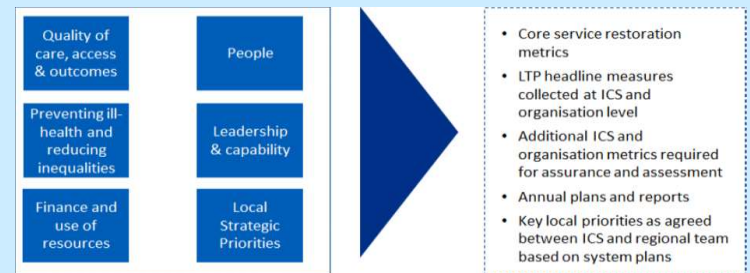 Quality of
care, access
& outcomes
People
Preventing ill-
health and
reducing
inequalities
Leadership
& capability
Finance and
use of
resources
Local
Strategic
Priorities
• Core service restoration
metrics
• LTP headline measures
collected at ICS and
organisation level
• Additional ICS and
organisation metrics required
for assurance and assessment
• Annual plans and reports
• Key local priorities as agreed
between ICS and regional team
based on system plans